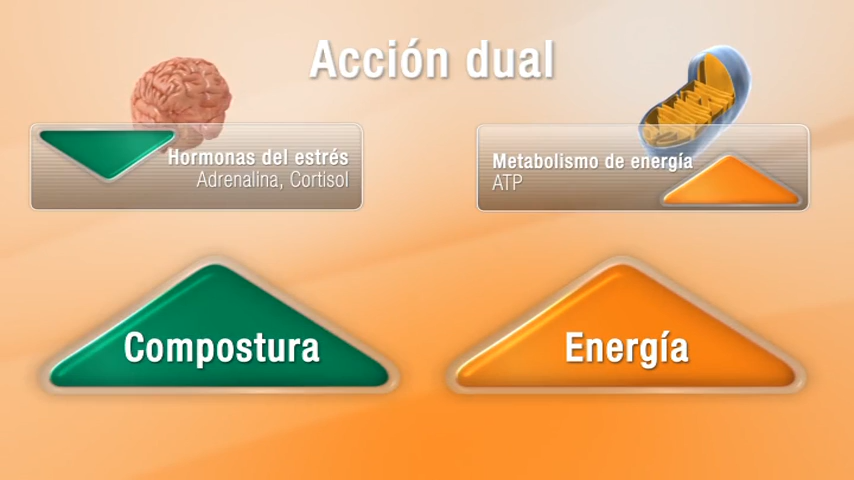 Acción dual
Hormonas del estrés
Adrenalina, Cortisol
Metabolismo de energía
ATP
Compostura
Energía